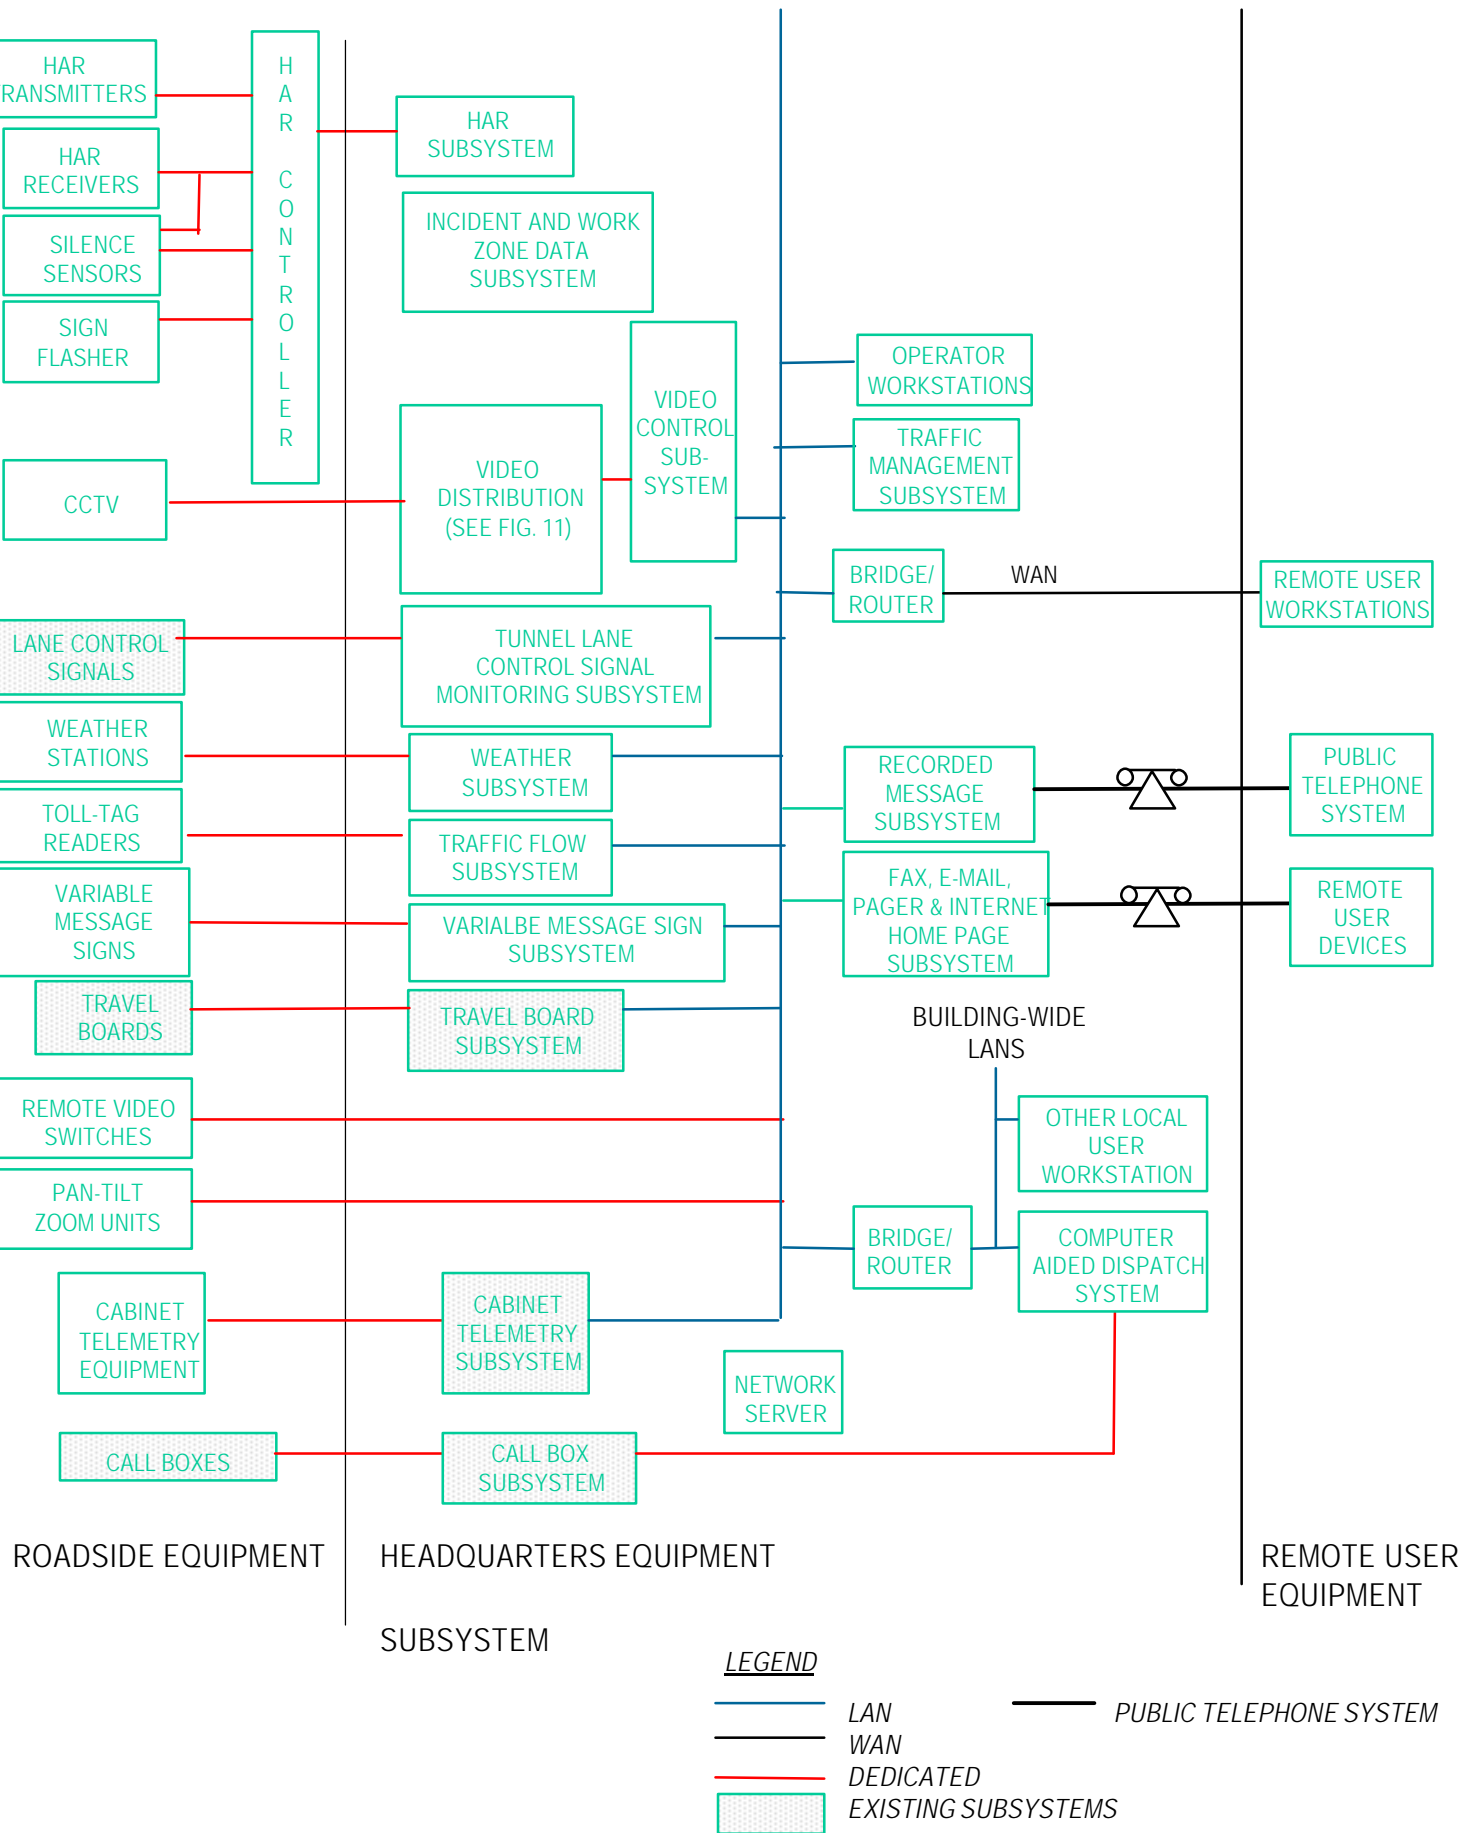 HAR
TRANSMITTERS
HAR
RECEIVERS
SILENCE
SENSORS
SIGN
FLASHER
HAR CONTROLLER
CCTV
LANE CONTROL
SIGNALS
WEATHER
STATIONS
TOLL-TAG
READERS
VARIABLE
MESSAGE
SIGNS
TRAVEL
BOARDS
REMOTE VIDEO
SWITCHES
PAN-TILT
ZOOM UNITS
CABINET
TELEMETRY
EQUIPMENT
CALL BOXES
HAR
SUBSYSTEM
INCIDENT AND WORK
ZONE DATA
SUBSYSTEM
VIDEO
DISTRIBUTION
(SEE FIG. 11)
VIDEO
CONTROL
SUB-
SYSTEM
TUNNEL LANE
CONTROL SIGNAL
MONITORING SUBSYSTEM
WEATHER
SUBSYSTEM
TRAFFIC FLOW
SUBSYSTEM
VARIALBE MESSAGE SIGN
SUBSYSTEM
TRAVEL BOARD
SUBSYSTEM
CABINET
TELEMETRY
SUBSYSTEM
CALL BOX
SUBSYSTEM
NETWORK
SERVER
OPERATOR
WORKSTATIONS
TRAFFIC
MANAGEMENT
SUBSYSTEM
BRIDGE/
ROUTER
WAN
RECORDED
MESSAGE
SUBSYSTEM
FAX, E-MAIL,
PAGER & INTERNET
HOME PAGE
SUBSYSTEM
BUILDING-WIDE
LANS
OTHER LOCAL
USER
WORKSTATION
BRIDGE/
ROUTER
COMPUTER
AIDED DISPATCH
SYSTEM
REMOTE USER
WORKSTATIONS
PUBLIC
TELEPHONE
SYSTEM
REMOTE
USER
DEVICES
ROADSIDE EQUIPMENT
HEADQUARTERS EQUIPMENT
SUBSYSTEM
REMOTE USER
EQUIPMENT
LEGEND
LAN
WAN
DEDICATED
EXISTING SUBSYSTEMS
PUBLIC TELEPHONE SYSTEM